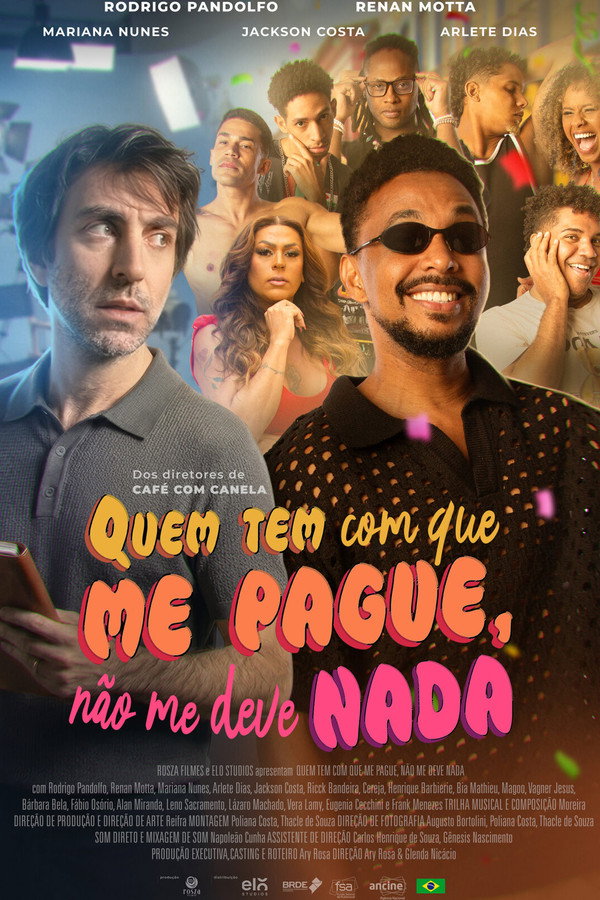 RODRIGO PANDOLFO RENAN MOTTA
MARIANA NUNES JACKSON COSTA ARLETE DIAS
Dos diretores de
CAFÉ COM CANELA
QUEM TEM com que
ME PAGUE,
não me deve NADA
ROSZA FILMES e ELO STUDIOS apresentam QUEM TEM COM QUE ME PAGUE, NÃO ME DEVE NADA
com Rodrigo Pandolfo, Renan Motta, Mariana Nunes, Arlete Dias, Jackson Costa, Ricck Bandeira, Cereja, Henrique Barbierie, Bia Mathieu, Magoo, Vagner Jesus,
Bárbara Bela, Fábio Osório, Alan Miranda, Leno Sacramento, Lázaro Machado, Vera Lamy, Eugenia Cecchini e Frank Menezes TRILHA MUSICAL E COMPOSIÇÃO Moreira
DIREÇÃO DE PRODUÇÃO E DIREÇÃO DE ARTE Reifra MONTAGEM Poliana Costa, Thacle de Souza DIREÇÃO DE FOTOGRAFIA Augusto Bortolini, Poliana Costa, Thacle de Souza
SOM DIRETO E MIXAGEM DE SOM Napoleão Cunha ASSISTENTE DE DIREÇÃO Carlos Henrique de Souza, Gênesis Nascimento
PRODUÇÃO EXECUTIVA,CASTING E ROTEIRO Ary Rosa DIREÇÃO Ary Rosa & Glenda Nicácio
produção distribuição
rosza elo STUDIOS BRDE fsa ancine